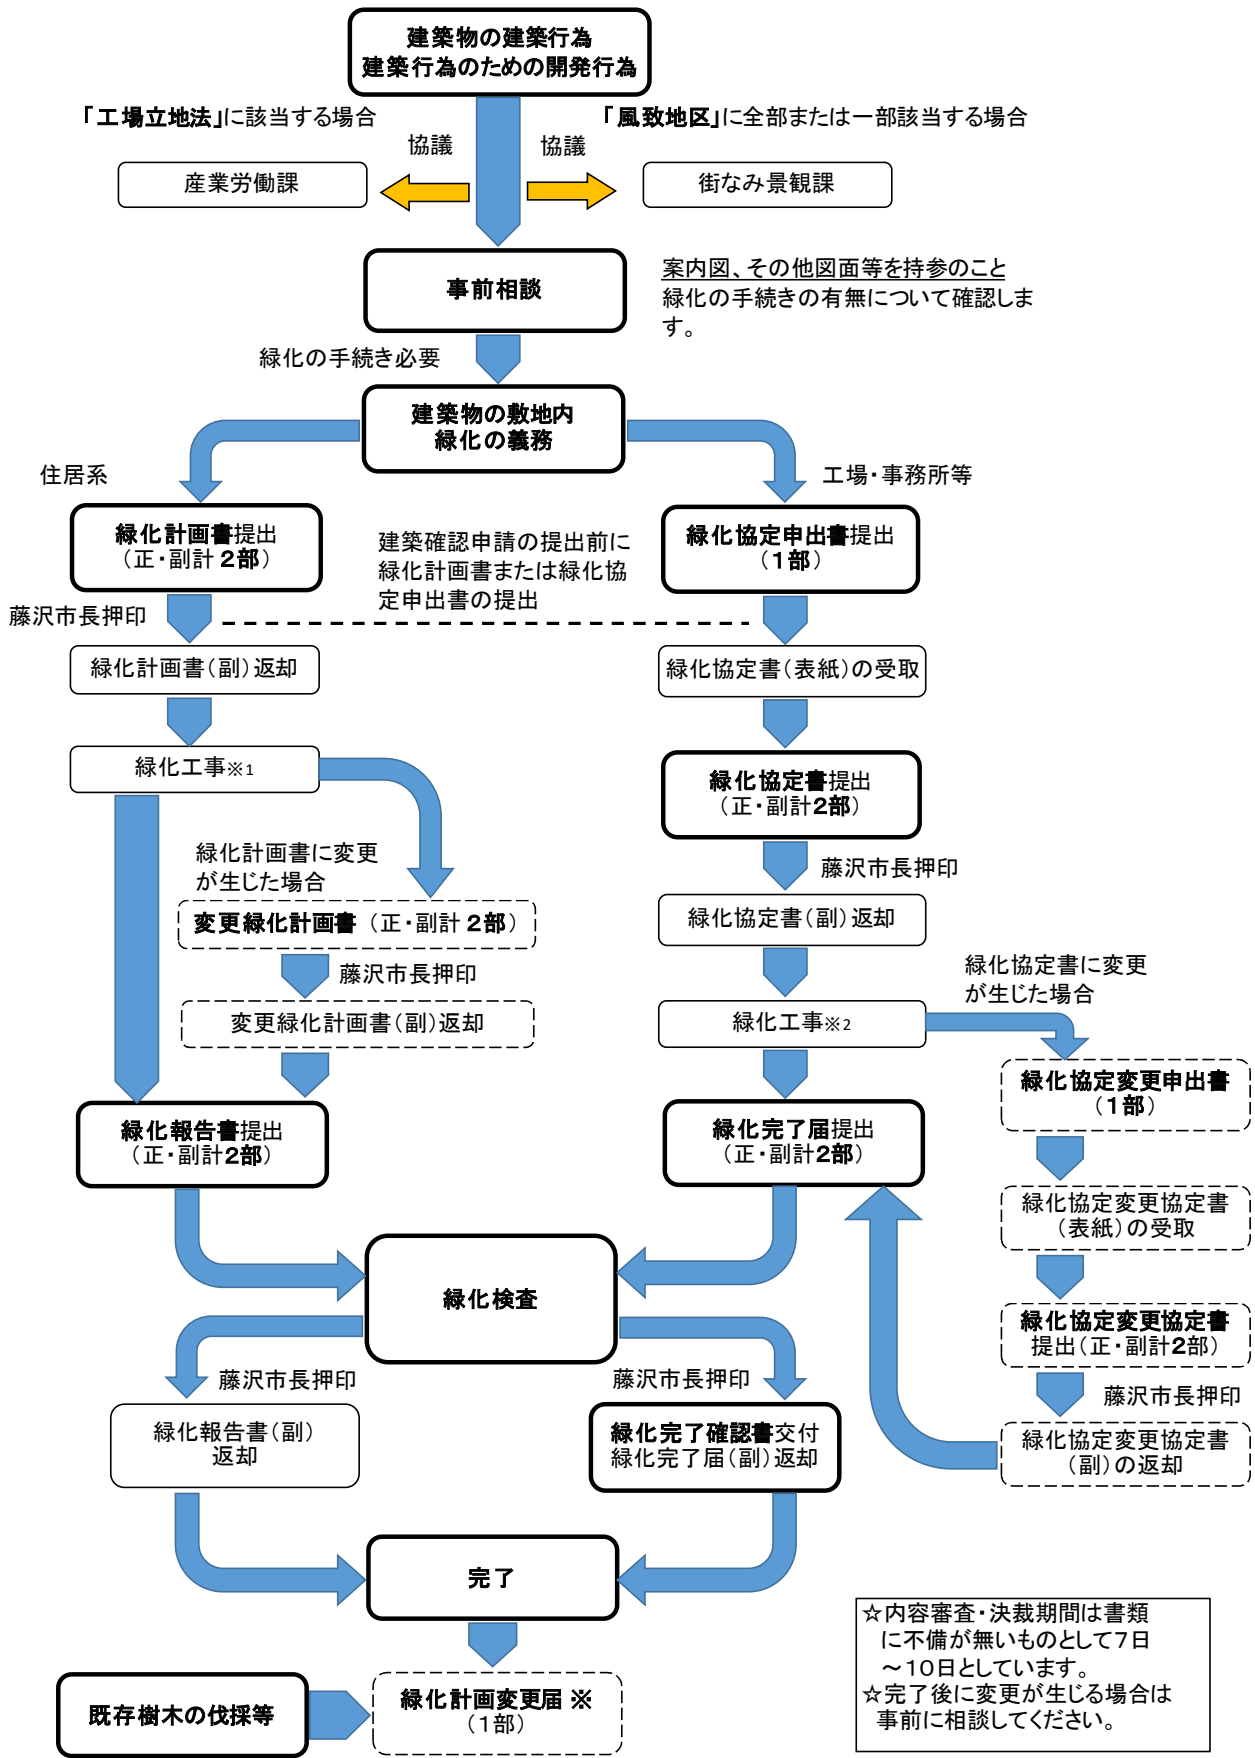 建築物の建築行為
建築行為のための開発行為
「工場立地法」に該当する場合
「風致地区」に全部または一部該当する場合
協議
協議
産業労働課
街なみ景観課
事前相談
案内図、その他図面等を持参のこと
緑化の手続きの有無について確認しま
す。
緑化の手続き必要
建築物の敷地内
緑化の義務
住居系
工場・事務所等
緑化計画書提出
（正・副計２部）
建築確認申請の提出前に
緑化計画書または緑化協
定申出書の提出
緑化協定申出書提出
（１部）
藤沢市長押印
緑化計画書（副）返却
緑化協定書（表紙）の受取
緑化工事※1
緑化協定書提出
（正・副計２部）
緑化計画書に変更
が生じた場合
藤沢市長押印
変更緑化計画書（正・副計２部）
緑化協定書（副）返却
藤沢市長押印
緑化協定書に変更
が生じた場合
変更緑化計画書（副）返却
緑化工事※2
緑化協定変更申出書
（１部）
緑化報告書提出
（正・副計２部）
緑化完了届提出
（正・副計２部）
緑化協定変更協定書
（表紙）の受取
緑化検査
緑化協定変更協定書
提出（正・副計２部）
藤沢市長押印
藤沢市長押印
藤沢市長押印
緑化報告書（副）
返却
緑化完了確認書交付
緑化完了届（副）返却
緑化協定変更協定書
（副）の返却
完了
☆内容審査・決裁期間は書類
に不備が無いものとして７日
～１０日としています。
☆完了後に変更が生じる場合は
事前に相談してください。
既存樹木の伐採等
緑化計画変更届※
（１部）